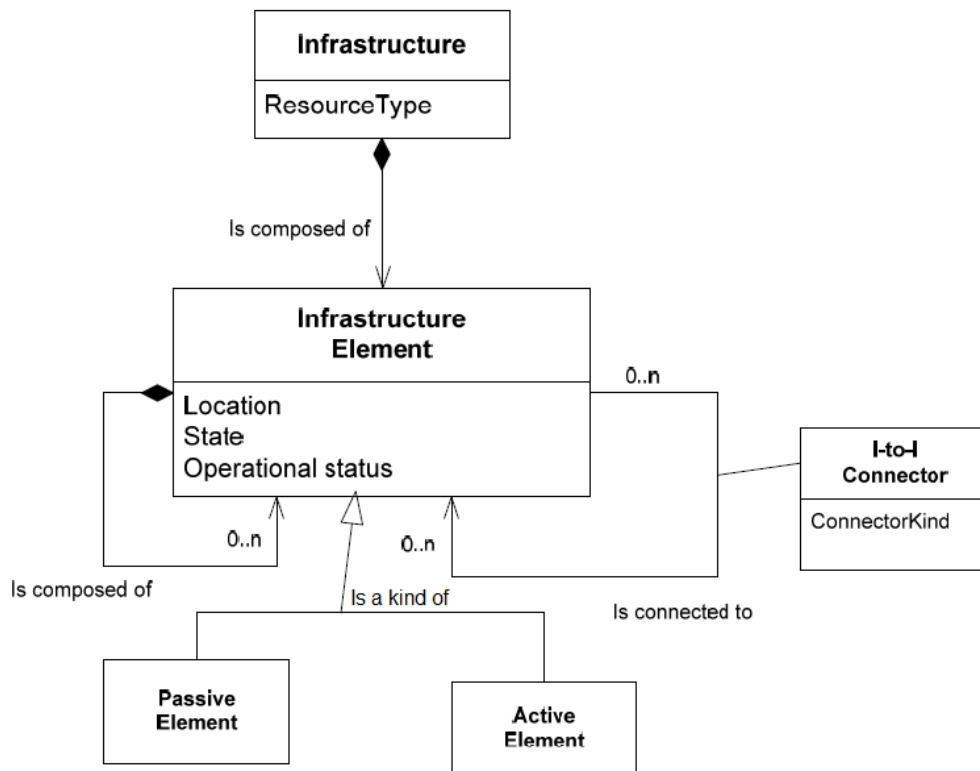 Infrastructure
ResourceType
Is composed of
Infrastructure
Element
Location
State
Operational status
0..n
I-to-I
Connector
ConnectorKind
0..n
0..n
Is composed of
Is a kind of
Is connected to
Passive
Element
Active
Element